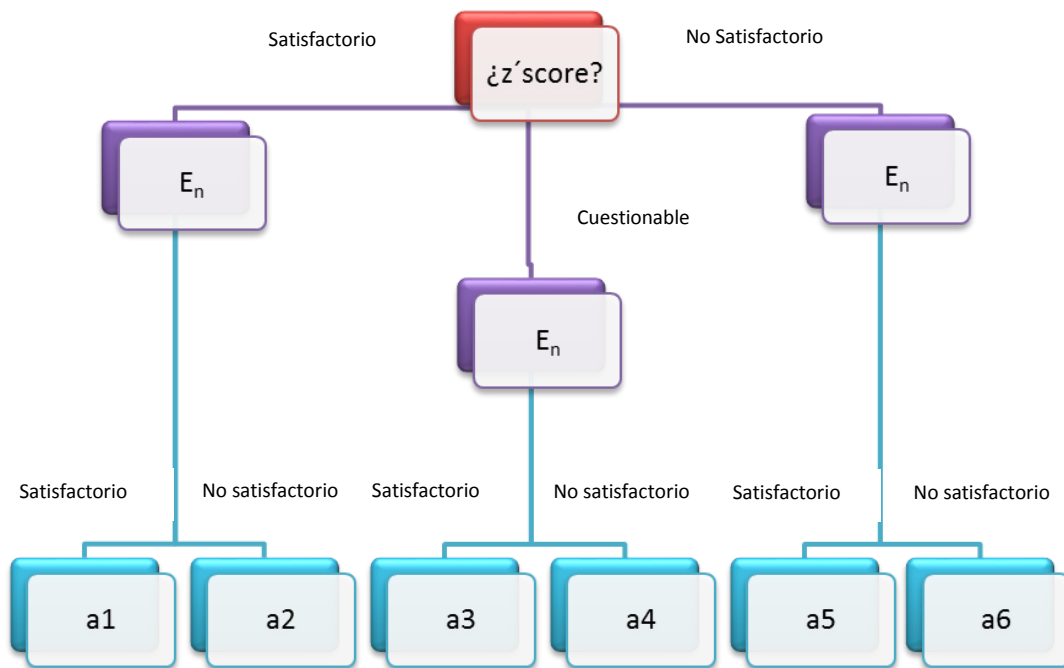 Satisfactorio
No Satisfactorio
¿z´score?
Eₙ
Eₙ
Cuestionable
Eₙ
Satisfactorio
No satisfactorio
Satisfactorio
No satisfactorio
Satisfactorio
No satisfactorio
a1
a2
a3
a4
a5
a6